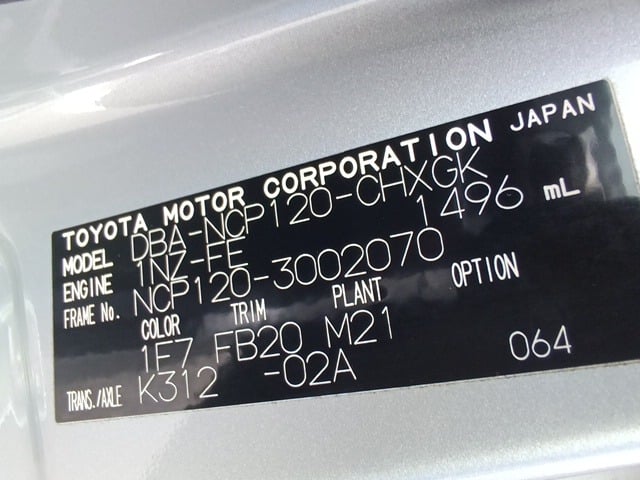 TOYOTA MOTOR CORPORATION JAPAN
MODEL DBA-NCP120-CHXGK
ENGINE 1NZ-FE 1496 mL
FRAME No. NCP120-3002070
COLOR TRIM PLANT OPTION
1E7 FB20 M21
TRANS./AXLE K312 -02A 064